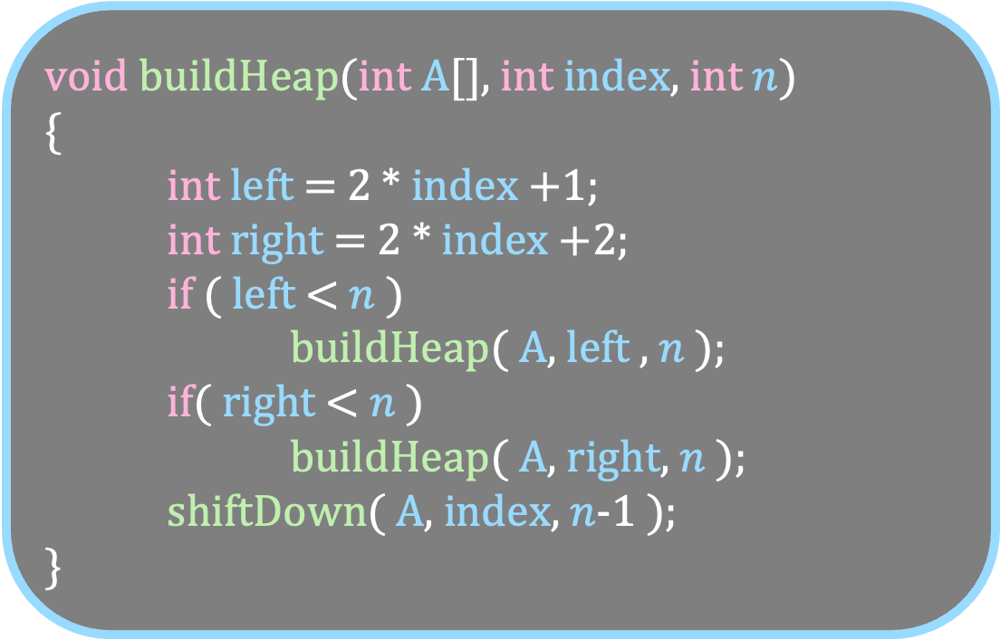 void buildHeap(int A[], int index, int n)
{
int left = 2 * index +1;
int right = 2 * index +2;
if ( left < n )
buildHeap( A, left , n );
if( right < n )
buildHeap( A, right, n );
shiftDown( A, index, n-1 );
}